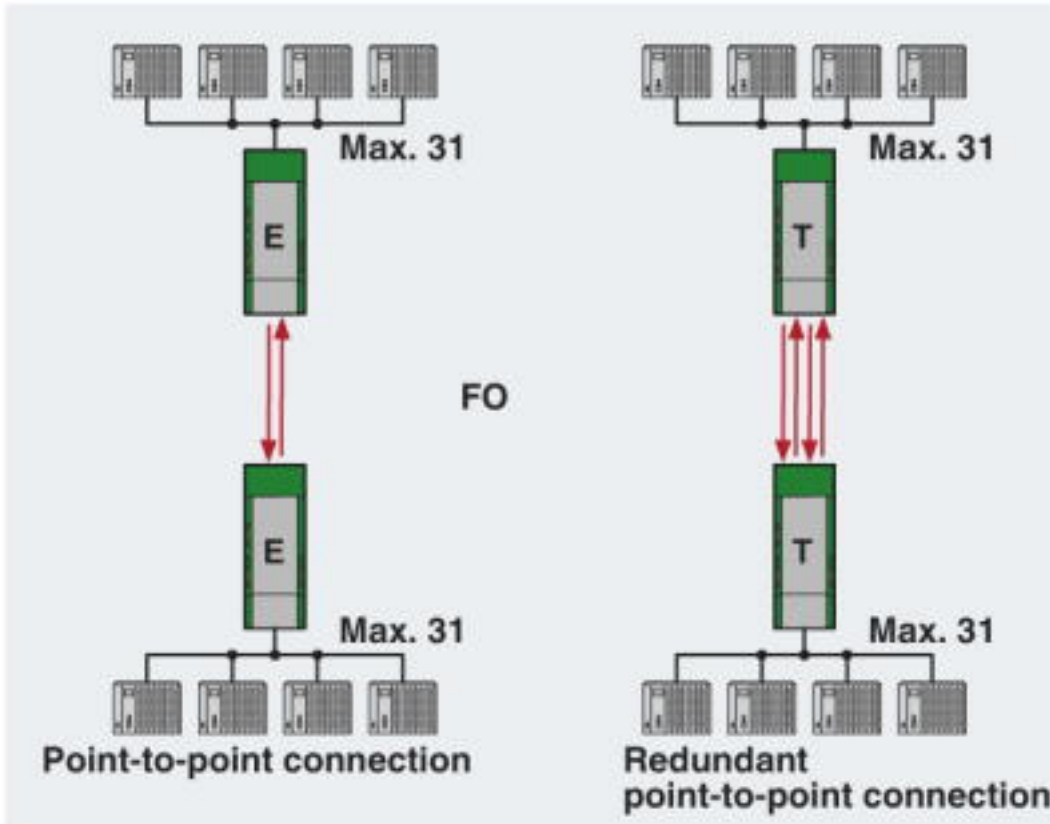 Max. 31
Max. 31
E
T
FO
E
T
Max. 31
Max. 31
Point-to-point connection
Redundant
point-to-point connection